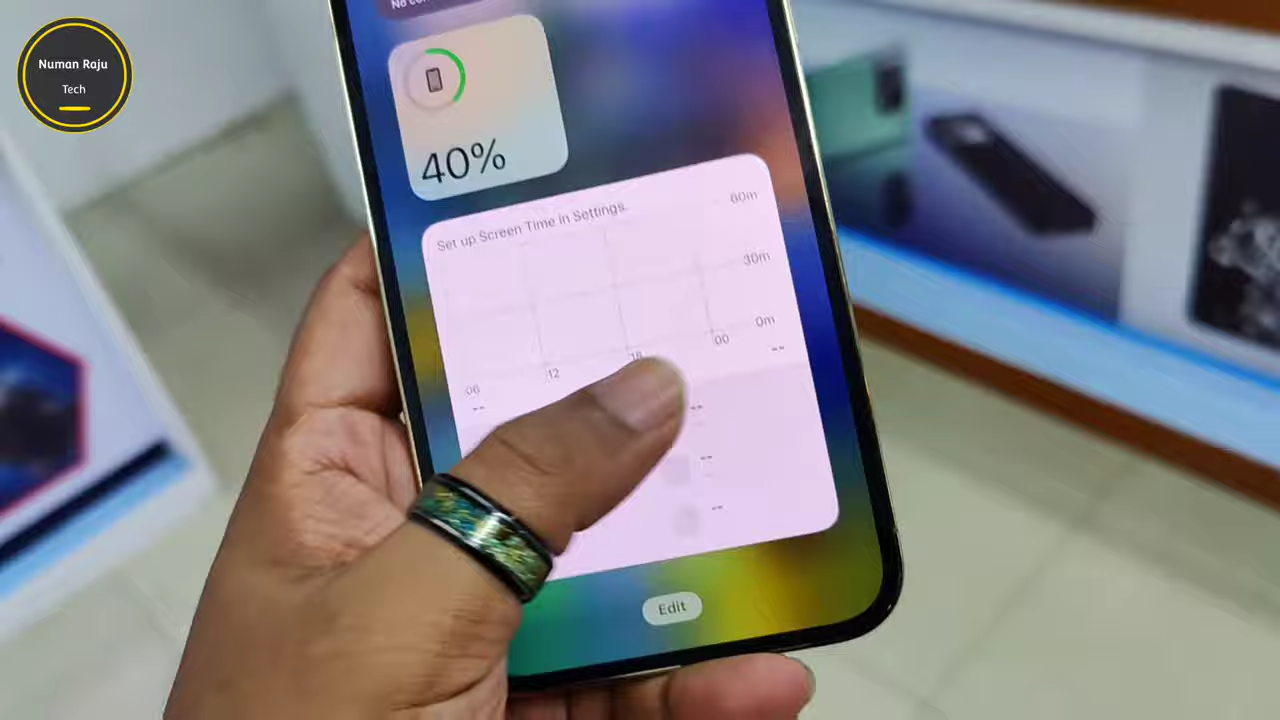 Numan Raju
Tech
40%
Set up Screen Time in Settings.
60m
30m
0m
06
12
18
00
--
--
--
--
--
Edit